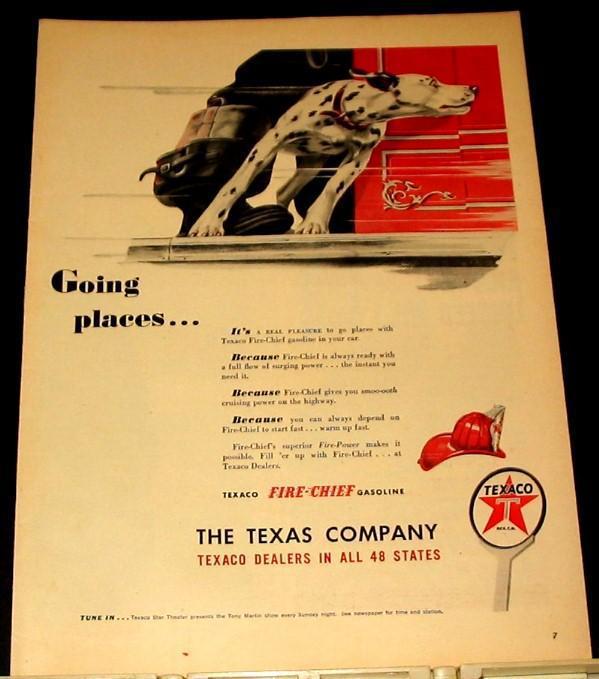 Going
places...
It's A REAL PLEASURE to go places with
Texaco Fire-Chief gasoline in your car.
Because Fire-Chief is always ready with
a full flow of surging power . . . the instant you
need it.
Because Fire-Chief gives you smoo-ooth
cruising power on the highway.
Because you can always depend on
Fire-Chief to start fast . . . warm up fast.
Fire-Chief's superior Fire-Power makes it
possible. Fill 'er up with Fire-Chief . . . at
Texaco Dealers.
TEXACO FIRE-CHIEF GASOLINE
TEXACO
T
THE TEXAS COMPANY
TEXACO DEALERS IN ALL 48 STATES
TUNE IN . . . Texaco Star Theater presents the Tony Martin show every Sunday night. See newspaper for time and station.
7